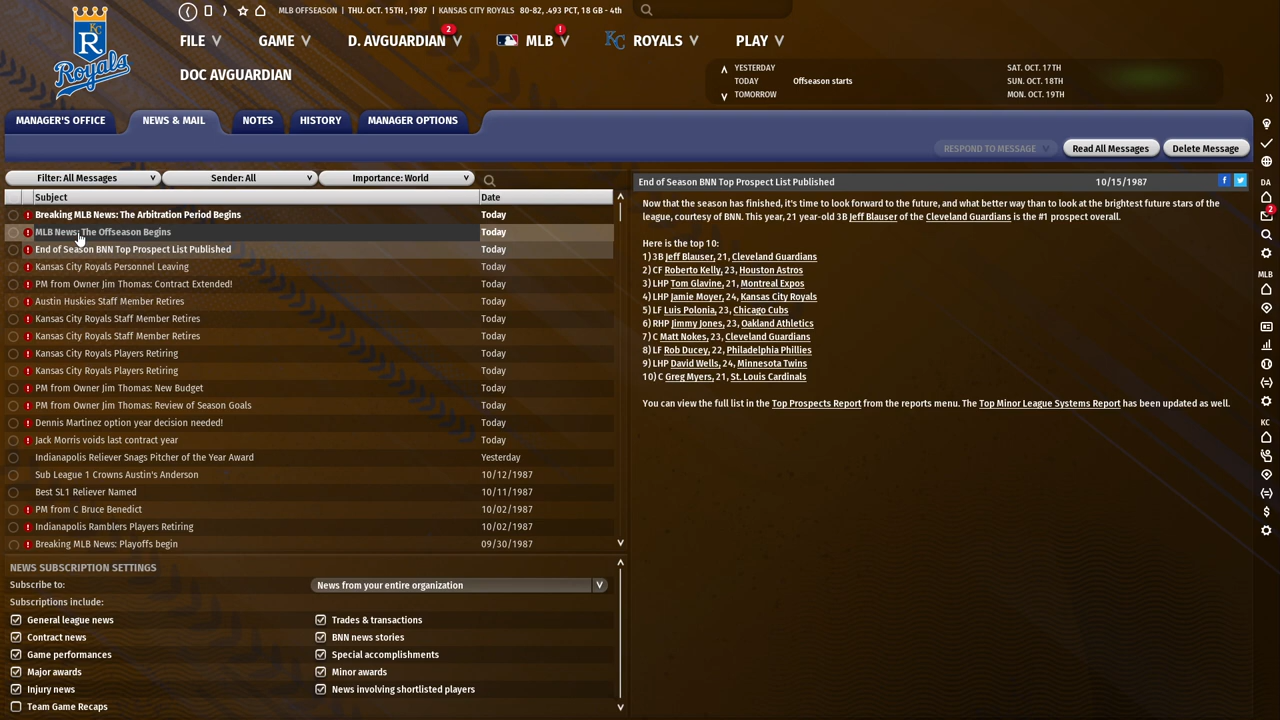 MLB OFFSEASON | THU. OCT. 15TH , 1987 | KANSAS CITY ROYALS 80-82, .493 PCT, 18 GB - 4th
KC
R
Royals
FILE
GAME
D. AVGUARDIAN
2
MLB
!
KC
ROYALS
PLAY
DOC AVGUARDIAN
YESTERDAY
TODAY Offseason starts
TOMORROW
SAT. OCT. 17TH
SUN. OCT. 18TH
MON. OCT. 19TH
MANAGER'S OFFICE
NEWS & MAIL
NOTES
HISTORY
MANAGER OPTIONS
RESPOND TO MESSAGE
Read All Messages
Delete Message
Filter: All Messages
Sender: All
Importance: World
Subject Date
Breaking MLB News: The Arbitration Period Begins Today
MLB News: The Offseason Begins Today
End of Season BNN Top Prospect List Published Today
Kansas City Royals Personnel Leaving Today
PM from Owner Jim Thomas: Contract Extended! Today
Austin Huskies Staff Member Retires Today
Kansas City Royals Staff Member Retires Today
Kansas City Royals Staff Member Retires Today
Kansas City Royals Players Retiring Today
Kansas City Royals Players Retiring Today
PM from Owner Jim Thomas: New Budget Today
PM from Owner Jim Thomas: Review of Season Goals Today
Dennis Martinez option year decision needed! Today
Jack Morris voids last contract year Today
Indianapolis Reliever Snags Pitcher of the Year Award Yesterday
Sub League 1 Crowns Austin's Anderson 10/12/1987
Best SL1 Reliever Named 10/11/1987
PM from C Bruce Benedict 10/02/1987
Indianapolis Ramblers Players Retiring 10/02/1987
Breaking MLB News: Playoffs begin 09/30/1987
NEWS SUBSCRIPTION SETTINGS
Subscribe to: News from your entire organization
Subscriptions include:
General league news
Trades & transactions
Contract news
BNN news stories
Game performances
Special accomplishments
Major awards
Minor awards
Injury news
News involving shortlisted players
Team Game Recaps
End of Season BNN Top Prospect List Published 10/15/1987
Now that the season has finished, it's time to look forward to the future, and what better way than to look at the brightest future stars of the
league, courtesy of BNN. This year, 21 year-old 3B Jeff Blauser of the Cleveland Guardians is the #1 prospect overall.
Here is the top 10:
1) 3B Jeff Blauser, 21, Cleveland Guardians
2) CF Roberto Kelly, 23, Houston Astros
3) LHP Tom Glavine, 21, Montreal Expos
4) LHP Jamie Moyer, 24, Kansas City Royals
5) LF Luis Polonia, 23, Chicago Cubs
6) RHP Jimmy Jones, 23, Oakland Athletics
7) C Matt Nokes, 23, Cleveland Guardians
8) LF Rob Ducey, 22, Philadelphia Phillies
9) LHP David Wells, 24, Minnesota Twins
10) C Greg Myers, 21, St. Louis Cardinals
You can view the full list in the Top Prospects Report from the reports menu. The Top Minor League Systems Report has been updated as well.
DA
2
MLB
KC
$